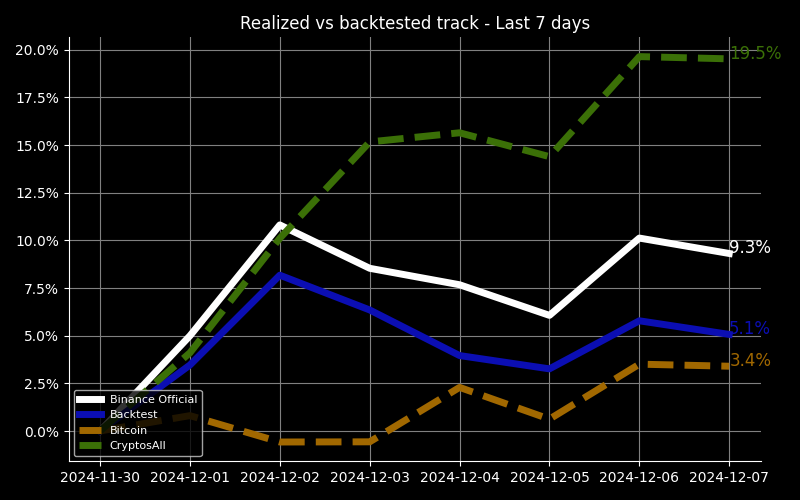 Realized vs backtested track - Last 7 days
20.0%
17.5%
15.0%
12.5%
10.0%
7.5%
5.0%
2.5%
0.0%
19.5%
9.3%
5.1%
3.4%
Binance Official
Backtest
Bitcoin
CryptosAll
2024-11-30 2024-12-01 2024-12-02 2024-12-03 2024-12-04 2024-12-05 2024-12-06 2024-12-07